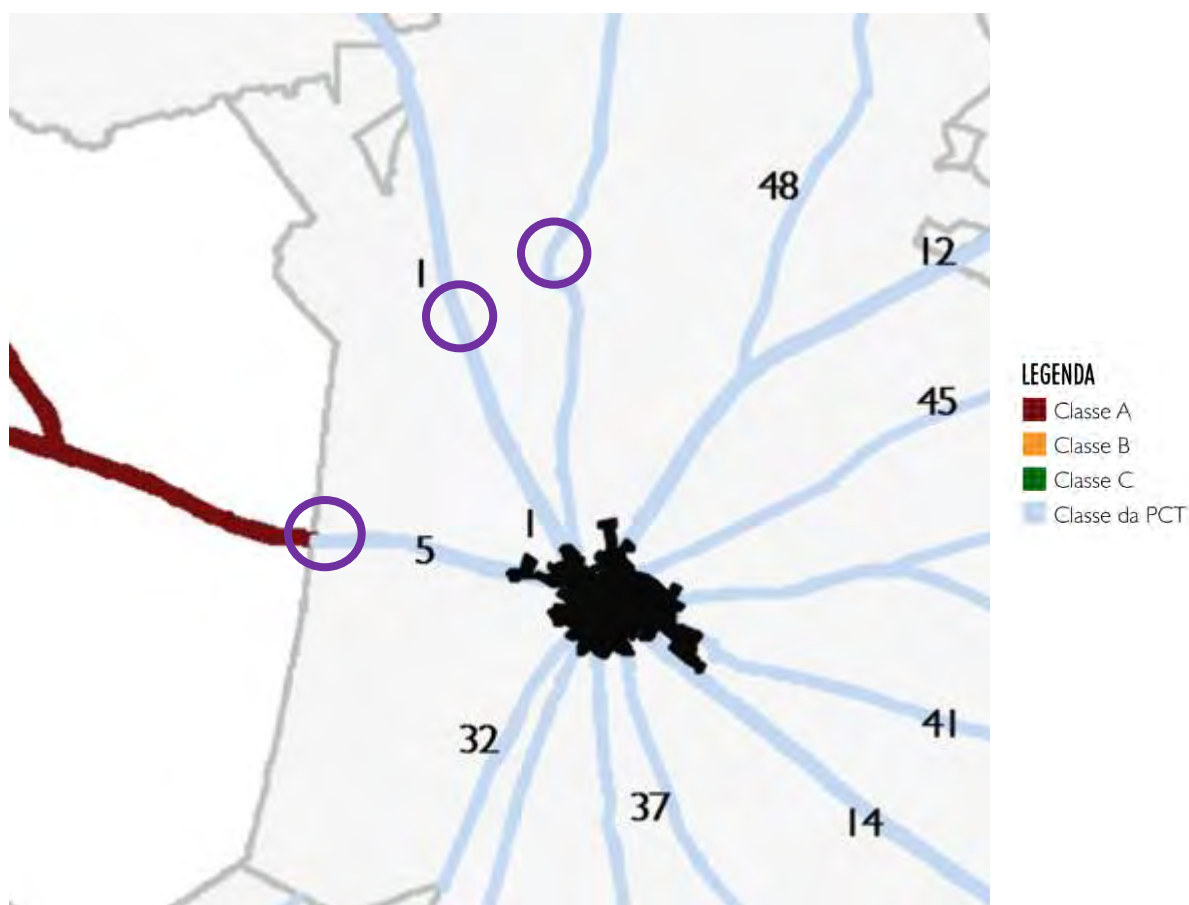 48
12
1
LEGENDA
Classe A
45
Classe B
Classe C
Classe da PCT
1
5
41
32
37
14